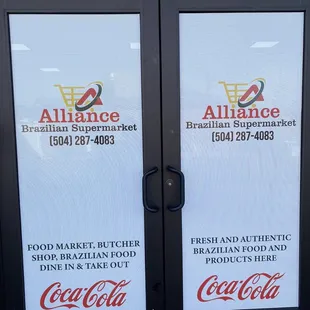 Alliance
Brazilian Supermarket
(504) 287-4083
FOOD MARKET, BUTCHER
SHOP, BRAZILIAN FOOD
DINE IN & TAKE OUT
Coca-Cola
Alliance
Brazilian Supermarket
(504) 287-4083
FRESH AND AUTHENTIC
BRAZILIAN FOOD AND
PRODUCTS HERE
Coca-Cola